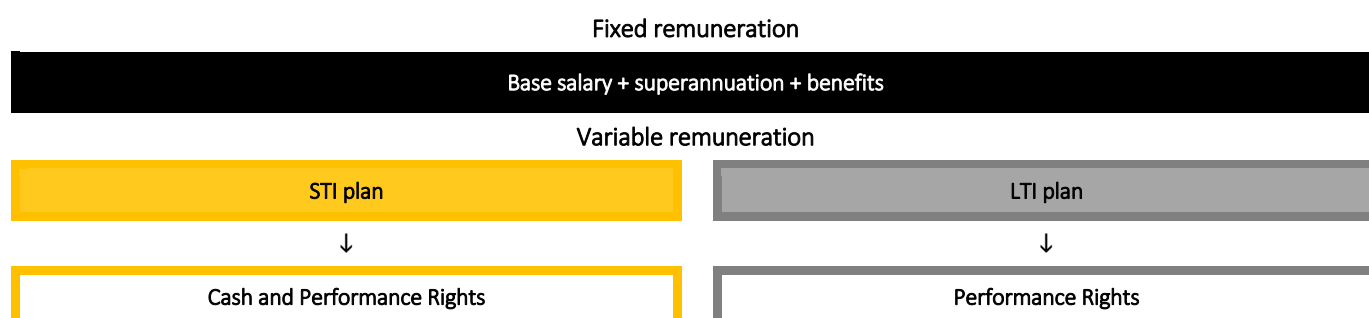 Fixed remuneration
Base salary + superannuation + benefits
Variable remuneration
STI plan
LTI plan
↓
↓
Cash and Performance Rights
Performance Rights